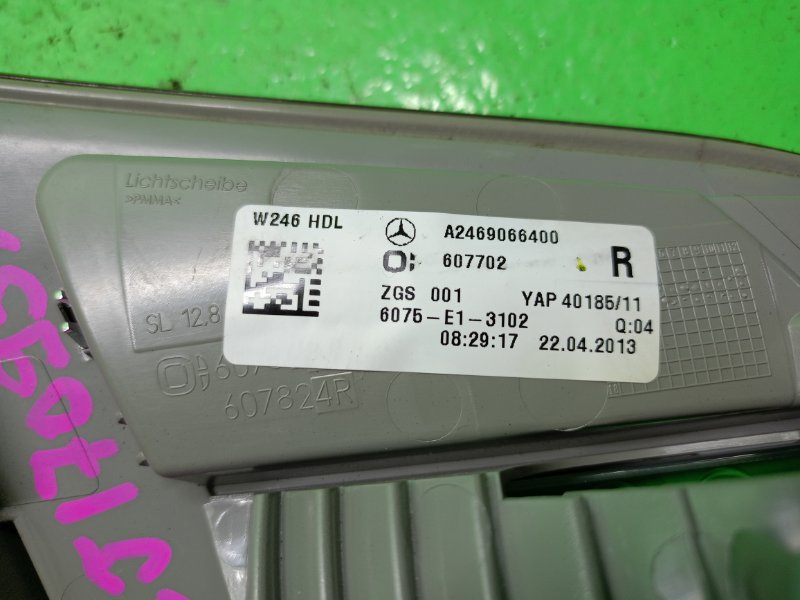 Lichtscheibe
>PMMA<
W246 HDL
A2469066400
607702
R
ZGS 001
YAP 40185/11
6075-E1-3102
Q:04
08:29:17 22.04.2013
SL 12.8
607824R